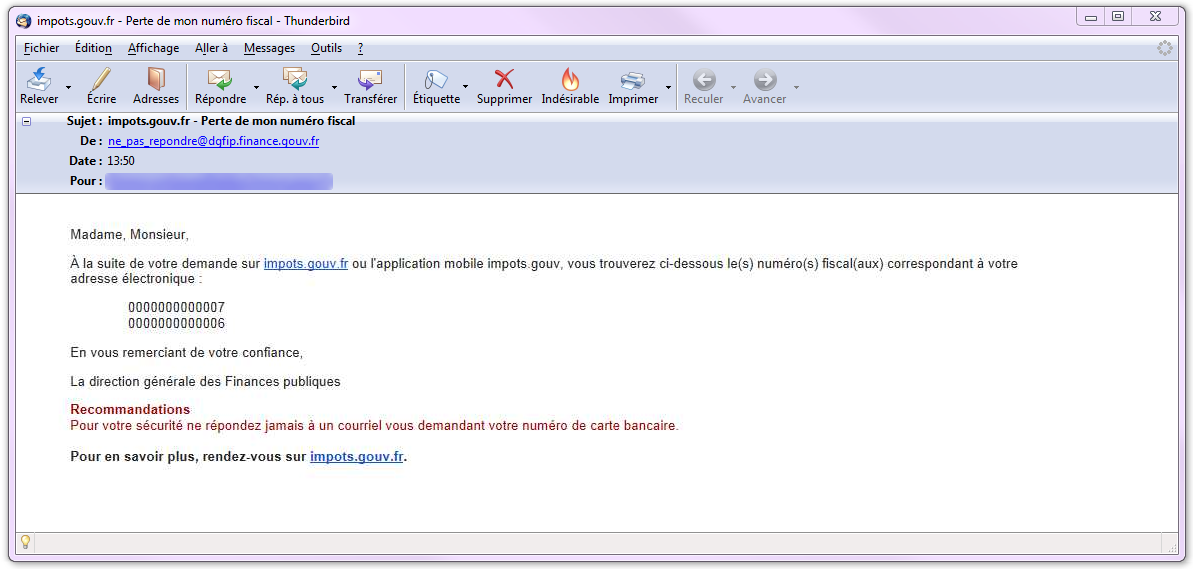 impots.gouv.fr - Perte de mon numéro fiscal - Thunderbird
Fichier Édition Affichage Aller à Messages Outils ?
Relever Écrire Adresses Répondre Rép. à tous Transférer Étiquette Supprimer Indésirable Imprimer Reculer Avancer
Sujet : impots.gouv.fr - Perte de mon numéro fiscal
De : ne_pas_repondre@dgfip.finance.gouv.fr
Date : 13:50
Pour :
Madame, Monsieur,
À la suite de votre demande sur impots.gouv.fr ou l'application mobile impots.gouv, vous trouverez ci-dessous le(s) numéro(s) fiscal(aux) correspondant à votre
adresse électronique :
0000000000007
0000000000006
En vous remerciant de votre confiance,
La direction générale des Finances publiques
Recommandations
Pour votre sécurité ne répondez jamais à un courriel vous demandant votre numéro de carte bancaire.
Pour en savoir plus, rendez-vous sur impots.gouv.fr.